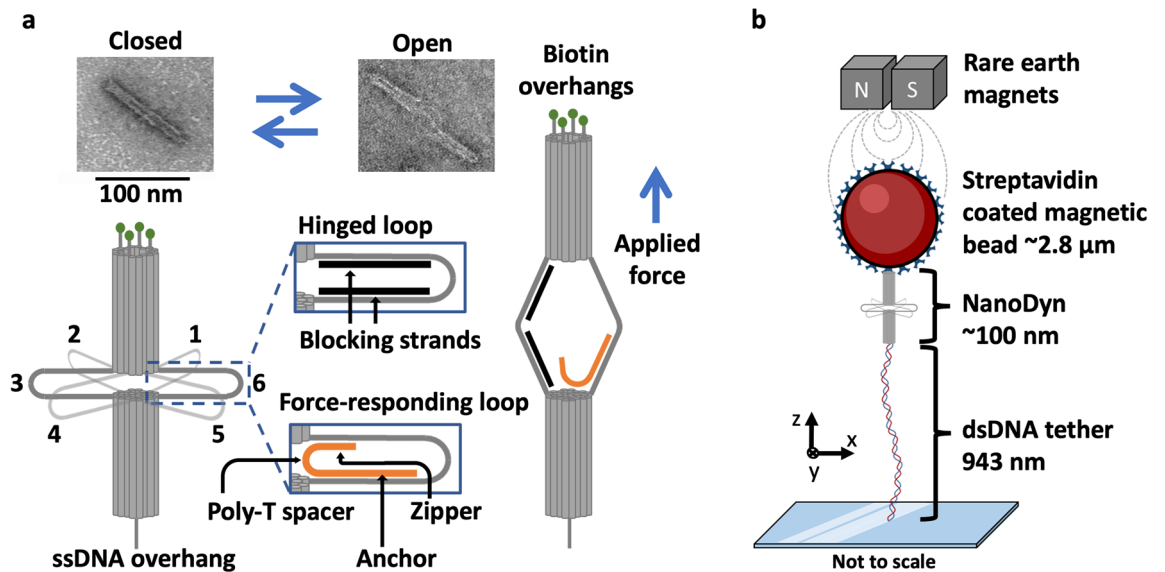 a
Closed
Open
100 nm
Biotin
overhangs
Applied
force
Hinged loop
Blocking strands
1
2
3
4
5
6
Force-responding loop
Poly-T spacer
Zipper
Anchor
ssDNA overhang
b
N
S
Rare earth
magnets
Streptavidin
coated magnetic
bead ~2.8 μm
NanoDyn
~100 nm
dsDNA tether
943 nm
z
x
y
Not to scale